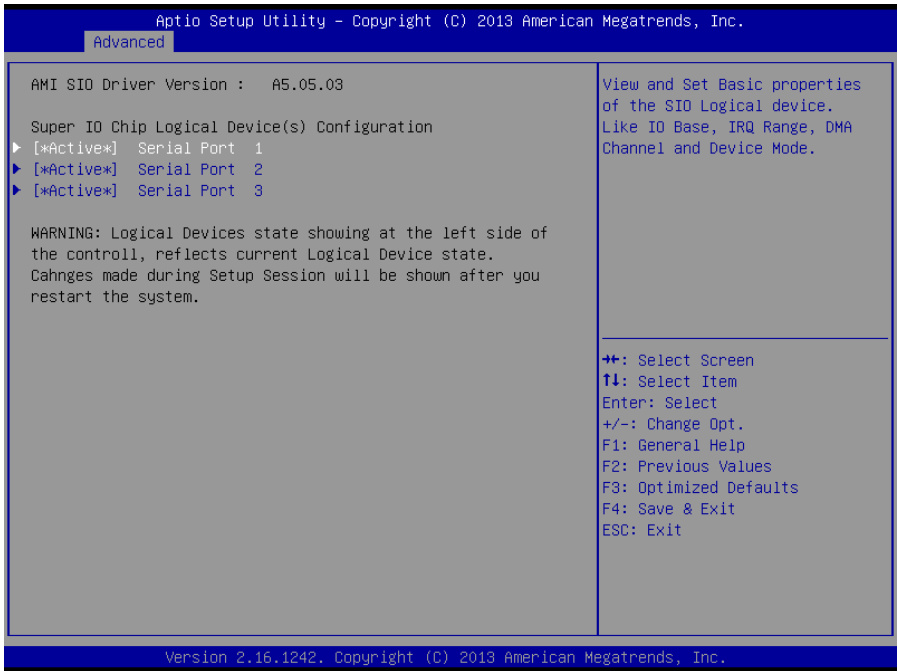 Aptio Setup Utility – Copyright (C) 2013 American Megatrends, Inc.
Advanced
AMI SIO Driver Version :   A5.05.03
Super IO Chip Logical Device(s) Configuration
[*Active*]  Serial Port  1
[*Active*]  Serial Port  2
[*Active*]  Serial Port  3
WARNING: Logical Devices state showing at the left side of
the controll, reflects current Logical Device state.
Cahnges made during Setup Session will be shown after you
restart the system.
View and Set Basic properties
of the SIO Logical device.
Like IO Base, IRQ Range, DMA
Channel and Device Mode.
→←: Select Screen
↑↓: Select Item
Enter: Select
+/-: Change Opt.
F1: General Help
F2: Previous Values
F3: Optimized Defaults
F4: Save & Exit
ESC: Exit
Version 2.16.1242. Copyright (C) 2013 American Megatrends, Inc.